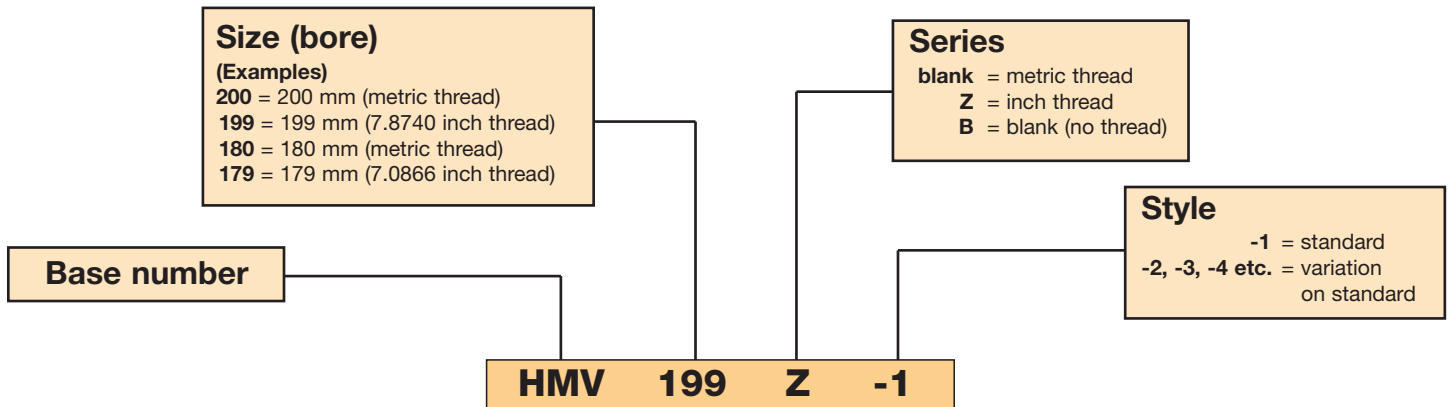 Size (bore)
(Examples)
200 = 200 mm (metric thread)
199 = 199 mm (7.8740 inch thread)
180 = 180 mm (metric thread)
179 = 179 mm (7.0866 inch thread)
Series
blank = metric thread
Z = inch thread
B = blank (no thread)
Style
-1 = standard
-2, -3, -4 etc. = variation
on standard
Base number
HMV 199 Z -1